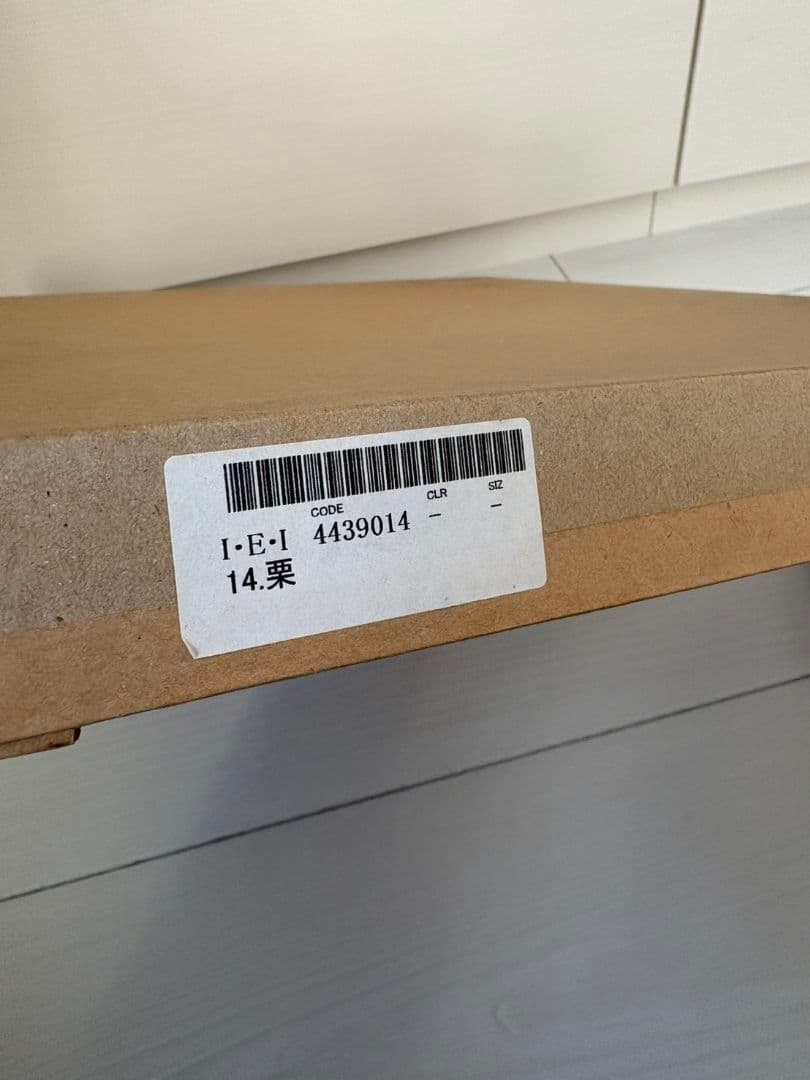 CODE CLR SIZ
I・E・I 4439014 – –
14.栗